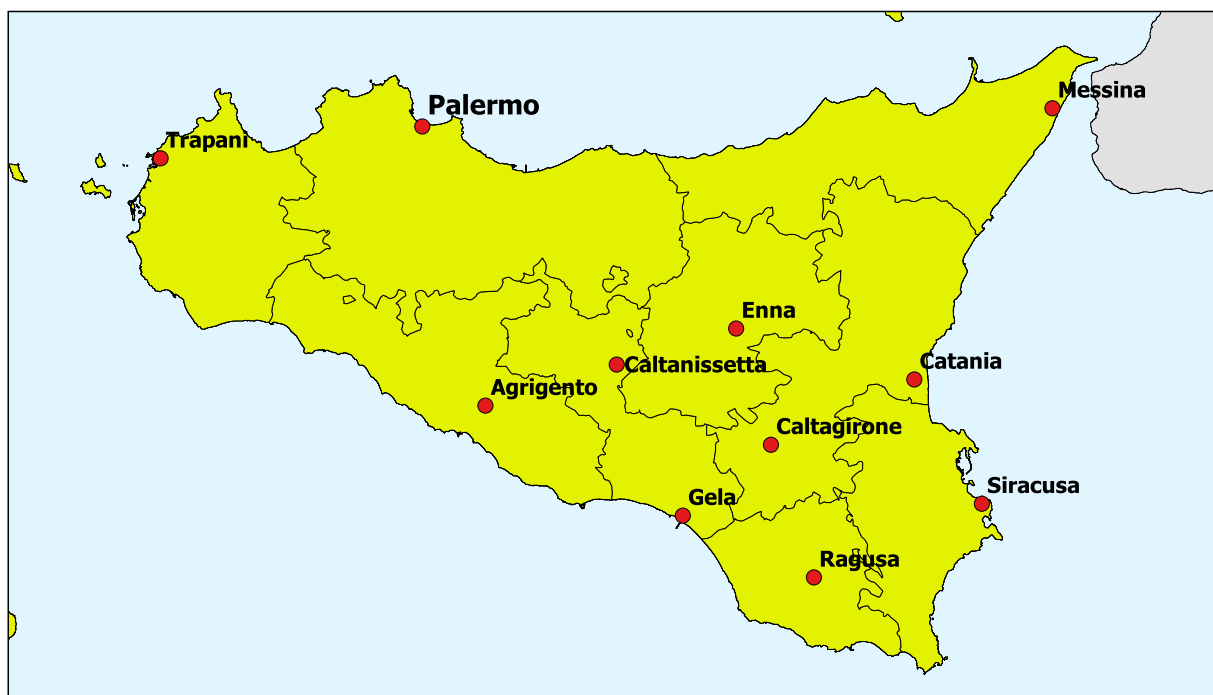 Messina
Palermo
Trapani
Enna
Catania
Caltanissetta
Agrigento
Caltagirone
Siracusa
Gela
Ragusa